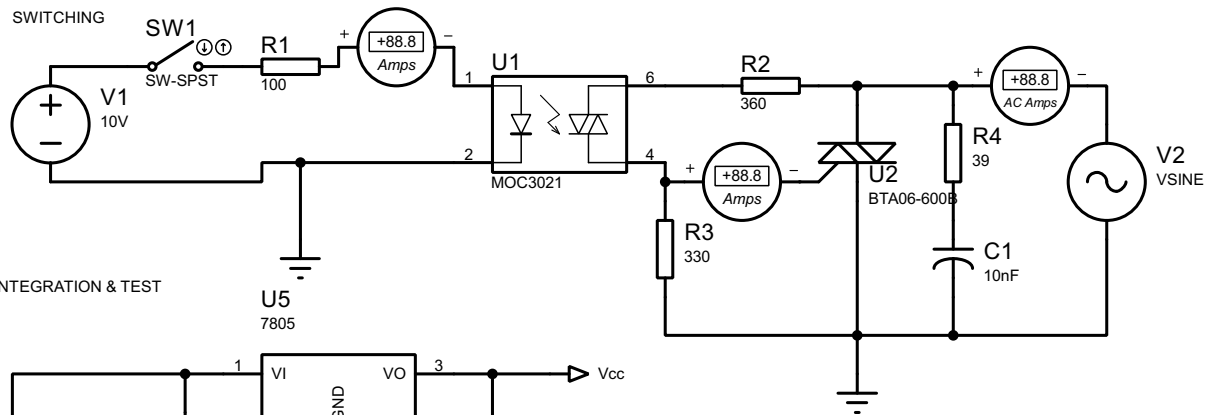 SWITCHING
SW1
SW-SPST
R1
100
+
+88.8
Amps
−
V1
10V
+
−
1
2
U1
MOC3021
6
4
R2
360
+
+88.8
Amps
−
U2
BTA06-600B
R3
330
+
+88.8
AC Amps
−
R4
39
C1
10nF
V2
VSINE
NTEGRATION & TEST
U5
7805
1
VI
VO
3
GND
Vcc